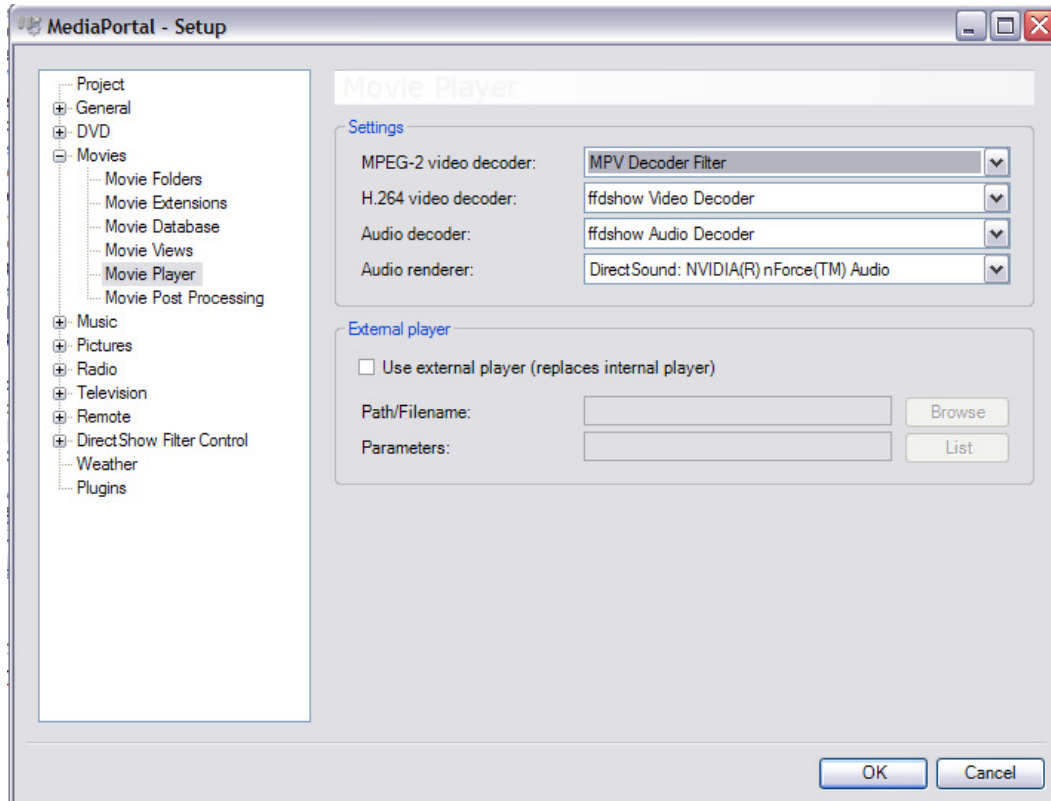 MediaPortal - Setup
Project
General
DVD
Movies
Movie Folders
Movie Extensions
Movie Database
Movie Views
Movie Player
Movie Post Processing
Music
Pictures
Radio
Television
Remote
DirectShow Filter Control
Weather
Plugins
Movie Player
Settings
MPEG-2 video decoder: MPV Decoder Filter
H.264 video decoder: ffdshow Video Decoder
Audio decoder: ffdshow Audio Decoder
Audio renderer: DirectSound: NVIDIA(R) nForce(TM) Audio
External player
Use external player (replaces internal player)
Path/Filename: Browse
Parameters: List
OK Cancel